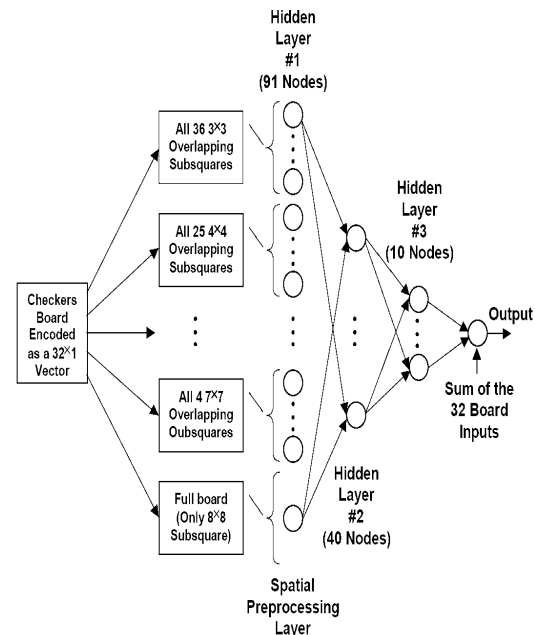 Hidden
Layer
#1
(91 Nodes)
All 36 3×3
Overlapping
Subsquares
All 25 4×4
Overlapping
Subsquares
Hidden
Layer
#3
(10 Nodes)
Checkers
Board
Encoded
as a 32×1
Vector
Output
All 4 7×7
Overlapping
Oubsquares
Sum of the
32 Board
Inputs
Full board
(Only 8×8
Subsquare)
Hidden
Layer
#2
(40 Nodes)
Spatial
Preprocessing
Layer